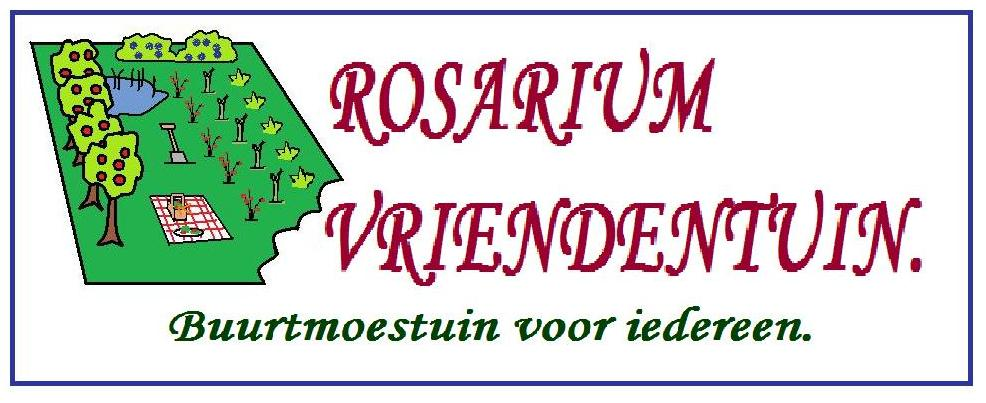 ROSARIUM
VRIENDENTUIN.
Buurtmoestuin voor iedereen.